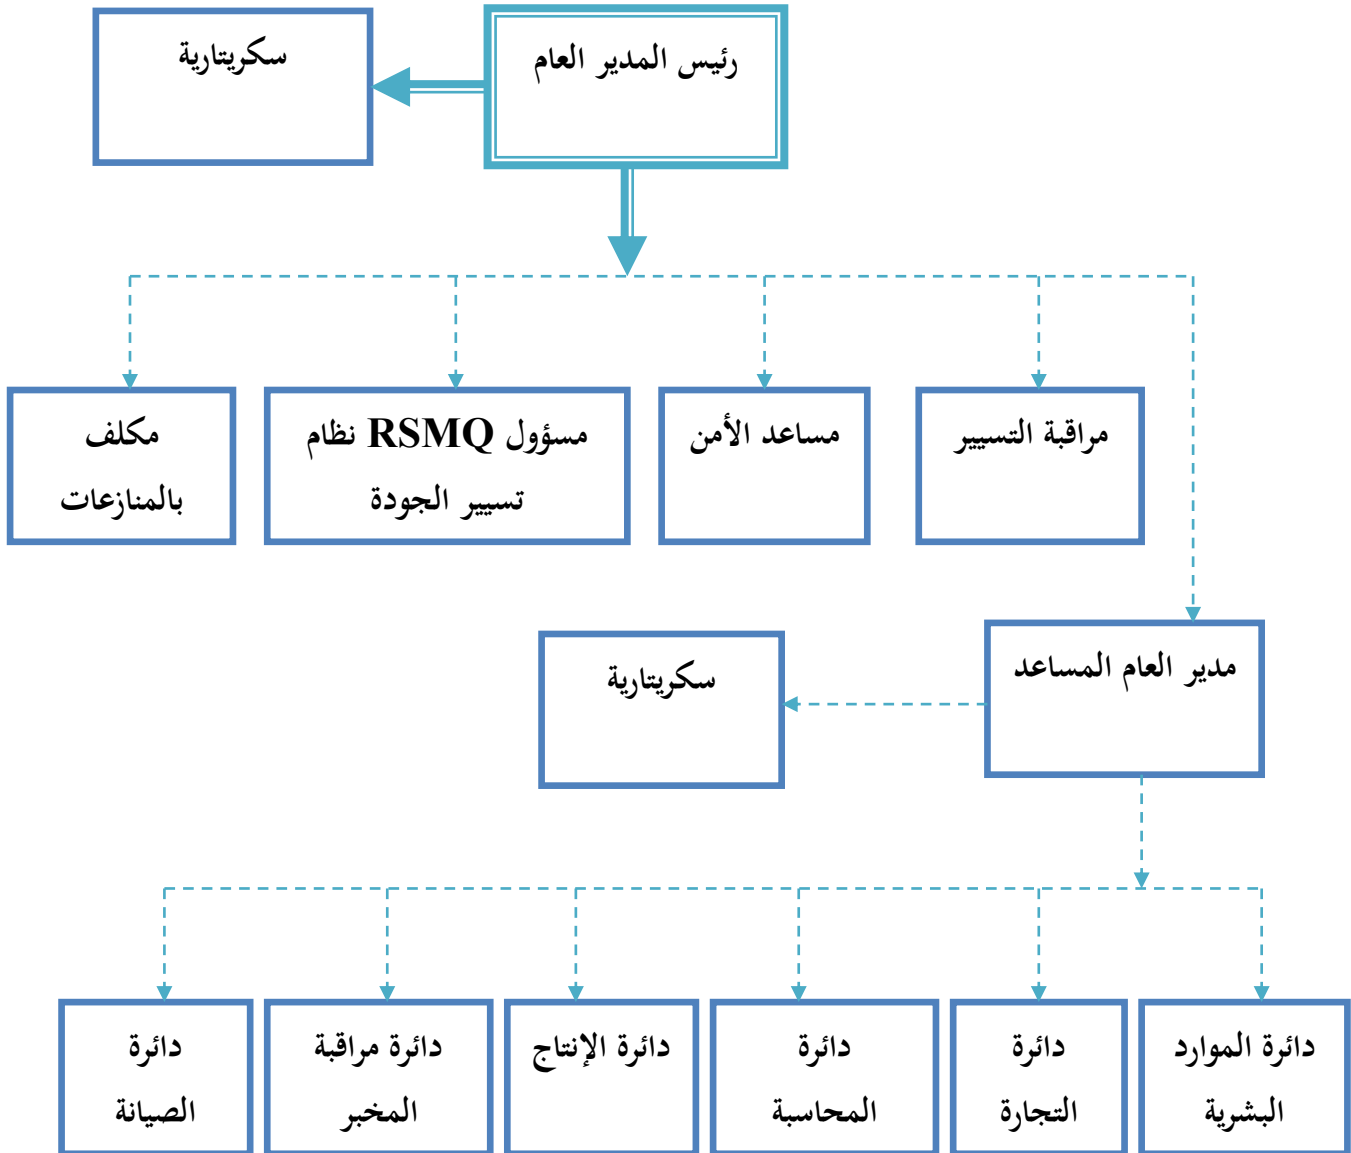 رئيس المدير العام
سكريتارية
مراقبة التسيير
مساعد الأمن
مسؤول RSMQ نظام
تسيير الجودة
مكلف
بالمنازعات
مدير العام المساعد
سكريتارية
دائرة الموارد
البشرية
دائرة
التجارة
دائرة
المحاسبة
دائرة الإنتاج
دائرة مراقبة
المخبر
دائرة
الصيانة